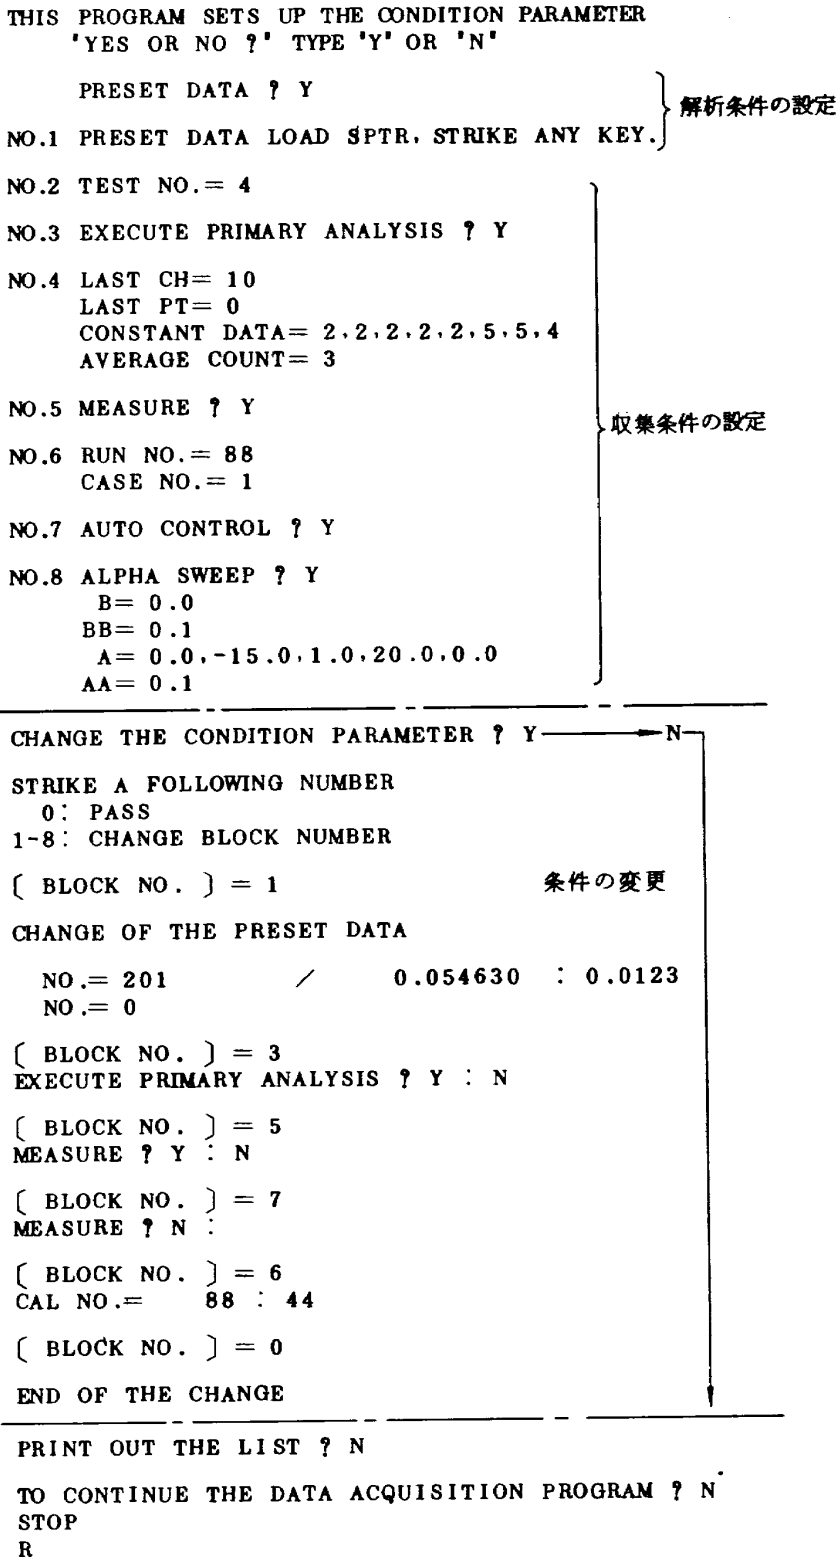 THIS PROGRAM SETS UP THE CONDITION PARAMETER
'YES OR NO ?' TYPE 'Y' OR 'N'
PRESET DATA ? Y
解析条件の設定
NO.1 PRESET DATA LOAD SPTR, STRIKE ANY KEY.
NO.2 TEST NO.= 4
NO.3 EXECUTE PRIMARY ANALYSIS ? Y
NO.4 LAST CH= 10
LAST PT= 0
CONSTANT DATA= 2,2,2,2,2,5,5,4
AVERAGE COUNT= 3
NO.5 MEASURE ? Y
収集条件の設定
NO.6 RUN NO.= 88
CASE NO.= 1
NO.7 AUTO CONTROL ? Y
NO.8 ALPHA SWEEP ? Y
B= 0.0
BB= 0.1
A= 0.0,-15.0,1.0,20.0,0.0
AA= 0.1
CHANGE THE CONDITION PARAMETER ? Y → N
STRIKE A FOLLOWING NUMBER
0: PASS
1-8: CHANGE BLOCK NUMBER
[ BLOCK NO. ] = 1
条件の変更
CHANGE OF THE PRESET DATA
NO.= 201 / 0.054630 : 0.0123
NO.= 0
[ BLOCK NO. ] = 3
EXECUTE PRIMARY ANALYSIS ? Y : N
[ BLOCK NO. ] = 5
MEASURE ? Y : N
[ BLOCK NO. ] = 7
MEASURE ? N :
[ BLOCK NO. ] = 6
CAL NO.= 88 : 44
[ BLOCK NO. ] = 0
END OF THE CHANGE
PRINT OUT THE LIST ? N
TO CONTINUE THE DATA ACQUISITION PROGRAM ? N
STOP
R